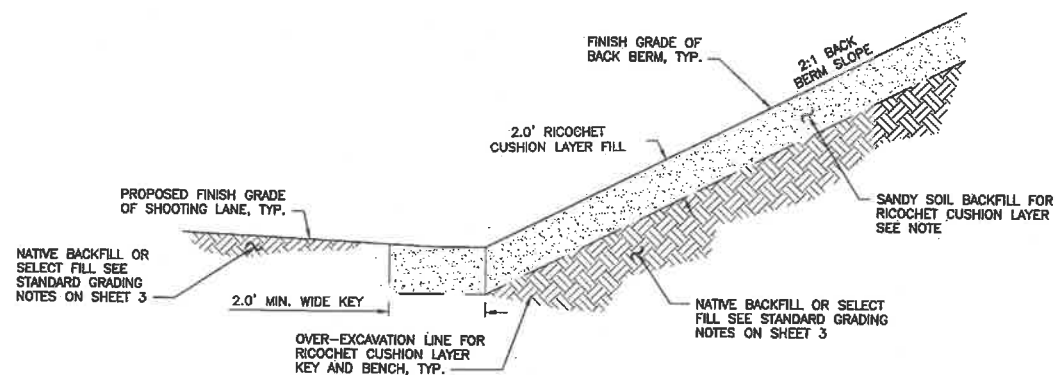 FINISH GRADE OF
BACK BERM, TYP.
2:1 BACK
BERM SLOPE
2.0' RICOCHET
CUSHION LAYER FILL
PROPOSED FINISH GRADE
OF SHOOTING LANE, TYP.
SANDY SOIL BACKFILL FOR
RICOCHET CUSHION LAYER
SEE NOTE
NATIVE BACKFILL OR
SELECT FILL SEE
STANDARD GRADING
NOTES ON SHEET 3
2.0' MIN. WIDE KEY
NATIVE BACKFILL OR SELECT
FILL SEE STANDARD GRADING
NOTES ON SHEET 3
OVER-EXCAVATION LINE FOR
RICOCHET CUSHION LAYER
KEY AND BENCH, TYP.